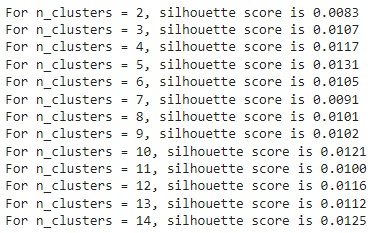 For n_clusters = 2, silhouette score is 0.0083
For n_clusters = 3, silhouette score is 0.0107
For n_clusters = 4, silhouette score is 0.0117
For n_clusters = 5, silhouette score is 0.0131
For n_clusters = 6, silhouette score is 0.0105
For n_clusters = 7, silhouette score is 0.0091
For n_clusters = 8, silhouette score is 0.0101
For n_clusters = 9, silhouette score is 0.0102
For n_clusters = 10, silhouette score is 0.0121
For n_clusters = 11, silhouette score is 0.0100
For n_clusters = 12, silhouette score is 0.0116
For n_clusters = 13, silhouette score is 0.0112
For n_clusters = 14, silhouette score is 0.0125